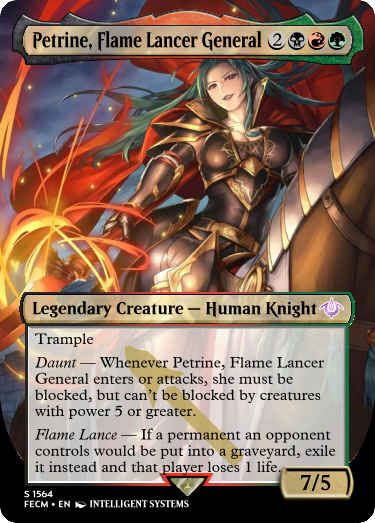 Petrine, Flame Lancer General 2
Legendary Creature — Human Knight
Trample
Daunt — Whenever Petrine, Flame Lancer
General enters or attacks, she must be
blocked, but can't be blocked by creatures
with power 5 or greater.
Flame Lance — If a permanent an opponent
controls would be put into a graveyard, exile
it instead and that player loses 1 life.
7/5
S 1564
FECM • EN INTELLIGENT SYSTEMS